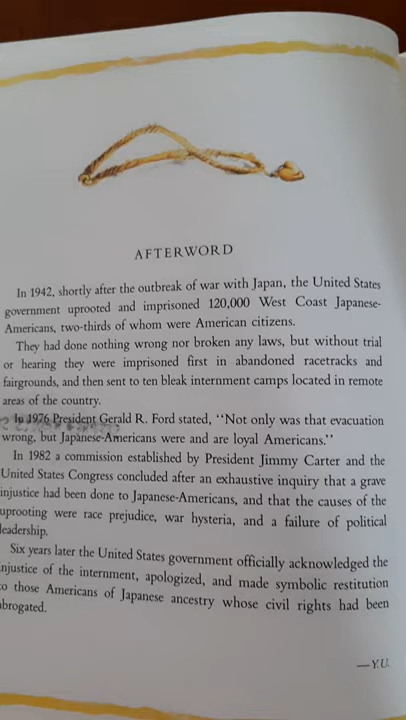 AFTERWORD
In 1942, shortly after the outbreak of war with Japan, the United States
government uprooted and imprisoned 120,000 West Coast Japanese-
Americans, two-thirds of whom were American citizens.
They had done nothing wrong nor broken any laws, but without trial
or hearing they were imprisoned first in abandoned racetracks and
fairgrounds, and then sent to ten bleak internment camps located in remote
areas of the country.
In 1976 President Gerald R. Ford stated, "Not only was that evacuation
wrong, but Japanese-Americans were and are loyal Americans."
In 1982 a commission established by President Jimmy Carter and the
United States Congress concluded after an exhaustive inquiry that a grave
injustice had been done to Japanese-Americans, and that the causes of the
uprooting were race prejudice, war hysteria, and a failure of political
leadership.
Six years later the United States government officially acknowledged the
njustice of the internment, apologized, and made symbolic restitution
o those Americans of Japanese ancestry whose civil rights had been
abrogated.
—Y.U.